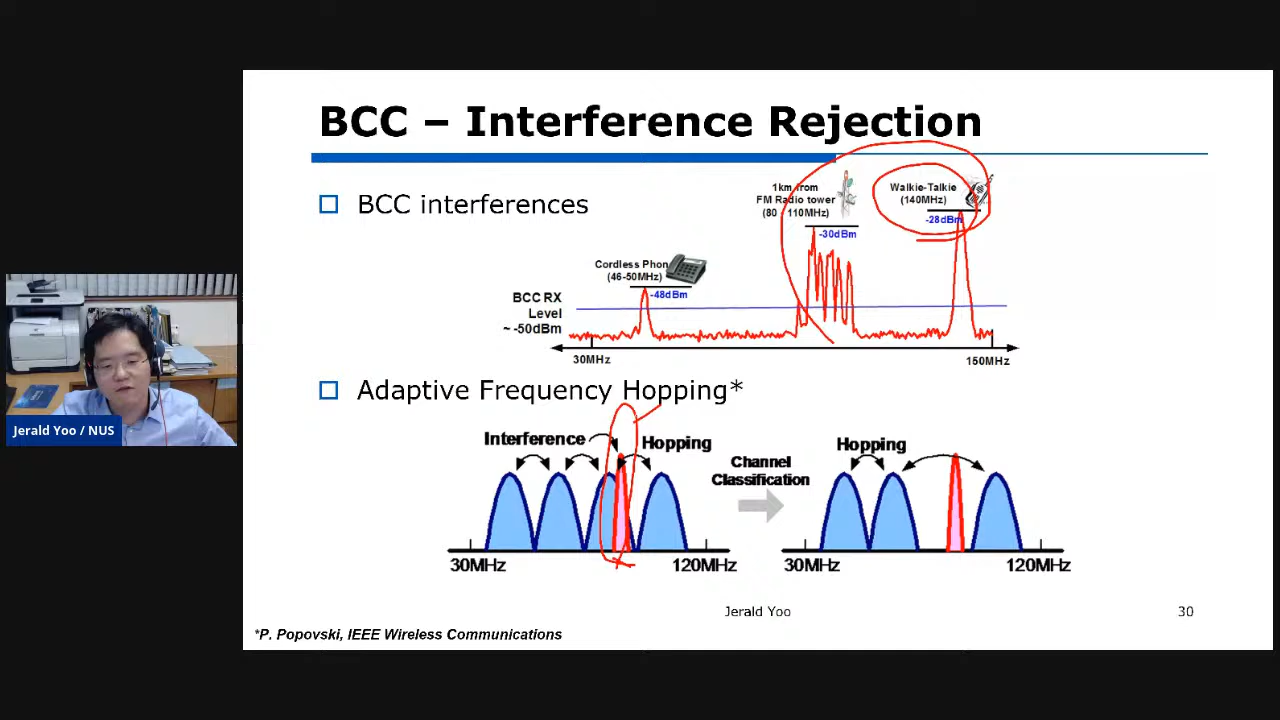 BCC – Interference Rejection
BCC interferences
1km from
FM Radio tower
(80 - 110MHz)
-30dBm
Walkie-Talkie
(140MHz)
-28dBm
Cordless Phon
(46-50MHz)
-48dBm
BCC RX
Level
~ -50dBm
30MHz
150MHz
Adaptive Frequency Hopping*
Interference
Hopping
30MHz
120MHz
Channel
Classification
Hopping
30MHz
120MHz
Jerald Yoo
30
*P. Popovski, IEEE Wireless Communications
Jerald Yoo / NUS